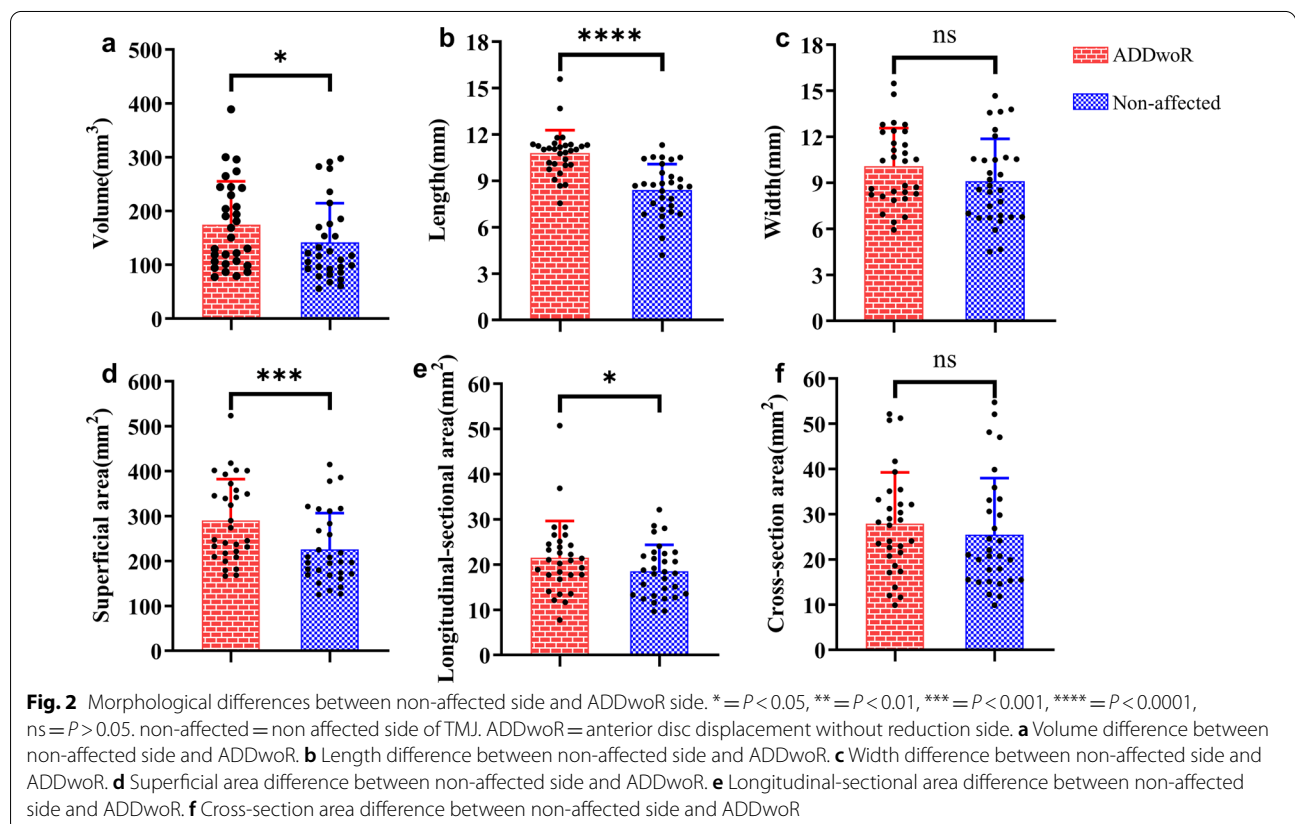 a
500
400
300
200
100
0
Volume(mm³)
*
b
18
15
12
9
6
3
0
Length(mm)
****
c
18
15
12
9
6
3
0
Width(mm)
ns
ADDwoR
Non-affected
d
600
500
400
300
200
100
0
Superficial area(mm²)
***
e
60
50
40
30
20
10
0
Longitudinal-sectional area(mm²)
*
f
60
50
40
30
20
10
0
Cross-section area(mm²)
ns
Fig. 2 Morphological differences between non-affected side and ADDwoR side. * = P < 0.05, ** = P < 0.01, *** = P < 0.001, **** = P < 0.0001,
ns = P > 0.05. non-affected = non affected side of TMJ. ADDwoR = anterior disc displacement without reduction side. a Volume difference between
non-affected side and ADDwoR. b Length difference between non-affected side and ADDwoR. c Width difference between non-affected side and
ADDwoR. d Superficial area difference between non-affected side and ADDwoR. e Longitudinal-sectional area difference between non-affected
side and ADDwoR. f Cross-section area difference between non-affected side and ADDwoR